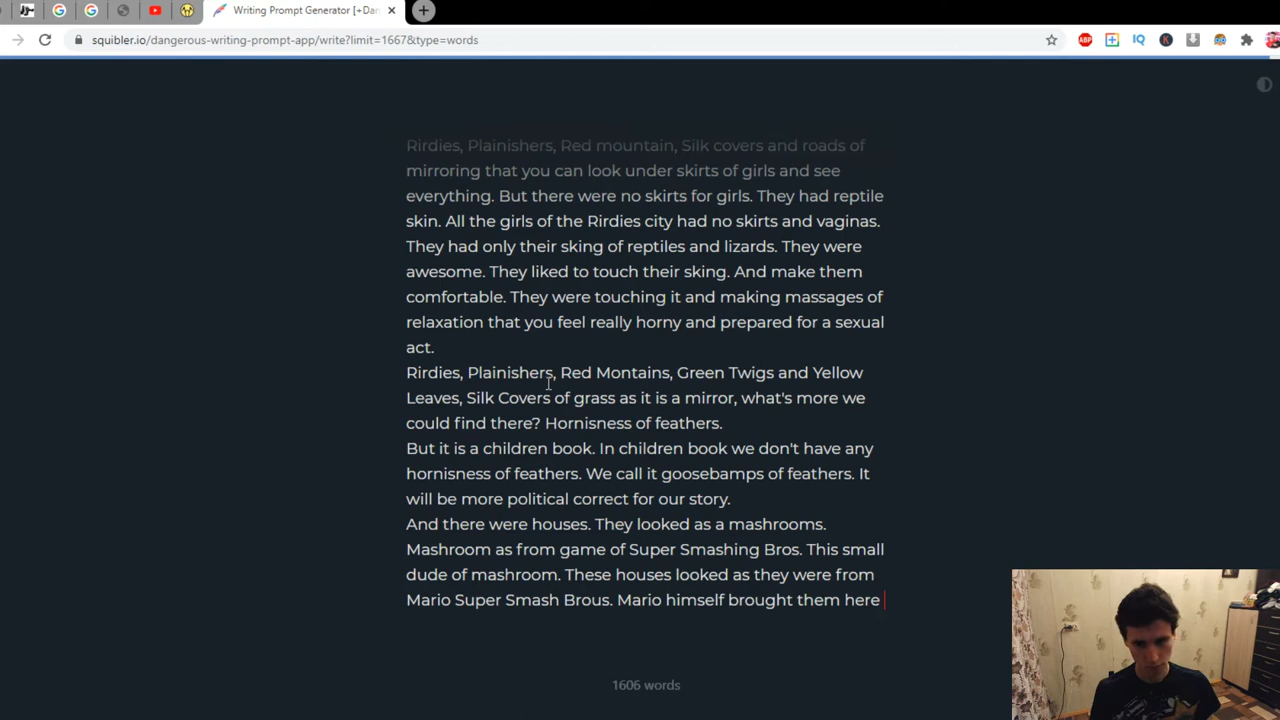 Writing Prompt Generator [+Dan
squibler.io/dangerous-writing-prompt-app/write?limit=1667&type=words
ABP
IQ
K
Rirdies, Plainishers, Red mountain, Silk covers and roads of
mirroring that you can look under skirts of girls and see
everything. But there were no skirts for girls. They had reptile
skin. All the girls of the Rirdies city had no skirts and vaginas.
They had only their sking of reptiles and lizards. They were
awesome. They liked to touch their sking. And make them
comfortable. They were touching it and making massages of
relaxation that you feel really horny and prepared for a sexual
act.
Rirdies, Plainishers, Red Montains, Green Twigs and Yellow
Leaves, Silk Covers of grass as it is a mirror, what's more we
could find there? Hornisness of feathers.
But it is a children book. In children book we don't have any
hornisness of feathers. We call it goosebamps of feathers. It
will be more political correct for our story.
And there were houses. They looked as a mashrooms.
Mashroom as from game of Super Smashing Bros. This small
dude of mashroom. These houses looked as they were from
Mario Super Smash Brous. Mario himself brought them here
1606 words